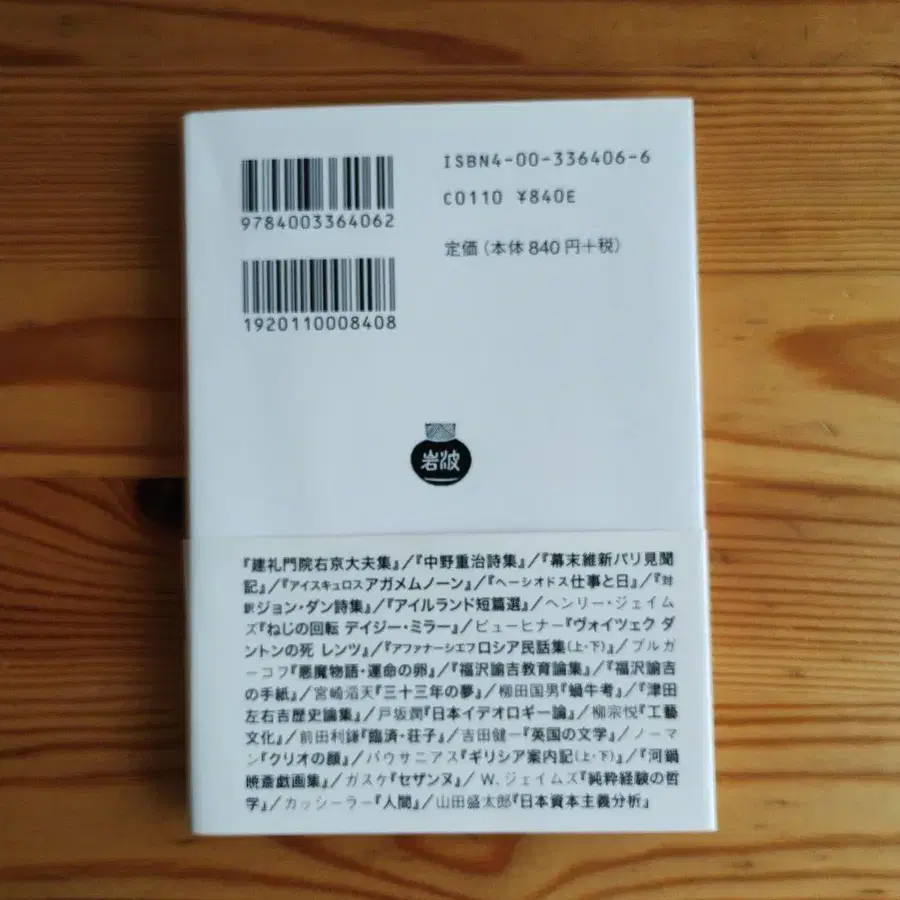 ISBN4-00-336406-6
C0110 ¥840E
定価(本体 840 円+税)
9784003364062
1920110008408
岩波
『建礼門院右京大夫集』/『中野重治詩集』/『幕末維新パリ見聞
記』/『アイスキュロスアガメムノーン』/『ヘーシオドス仕事と日』/『対
訳ジョン・ダン詩集』/『アイルランド短篇選』/ヘンリー・ジェイム
ズ『ねじの回転 デイジー・ミラー』/ビューヒナー『ヴォイツェク ダ
ントンの死 レンツ』/『アファナーシエフロシア民話集(上・下)』/ブルガ
ーコフ『悪魔物語・運命の卵』/『福沢諭吉教育論集』/『福沢諭吉
の手紙』/宮崎滔天『三十三年の夢』/柳田国男『蝸牛考』/『津田
左右吉歴史論集』/戸坂潤『日本イデオロギー論』/柳宗悦『工藝
文化』/前田利鎌『臨済・荘子』/吉田健一『英国の文学』/ノーマ
ン『クリオの顔』/パウサニアス『ギリシア案内記(上・下)』/『河鍋
暁斎戯画集』/ガスケ『セザンヌ』/W.ジェイムズ『純粋経験の哲
学』/カッシーラー『人間』/山田盛太郎『日本資本主義分析』